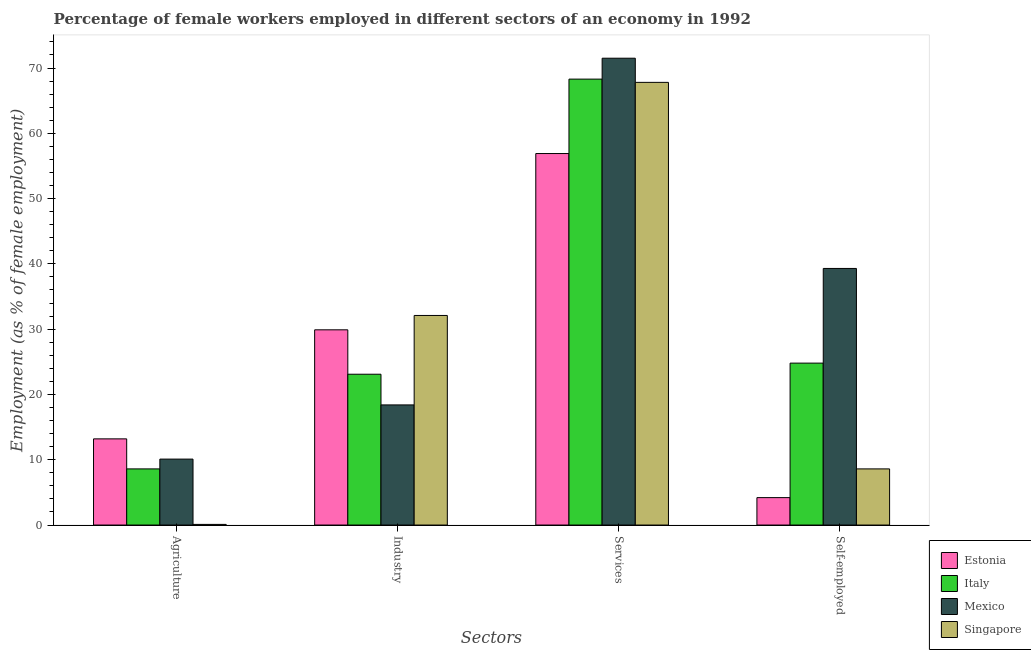 Percentage of female workers employed in different sectors of an economy in 1992
Employment (as % of female employment)
70
60
50
40
30
20
10
0
Agriculture
Industry
Services
Self-employed
Sectors
Estonia
Italy
Mexico
Singapore